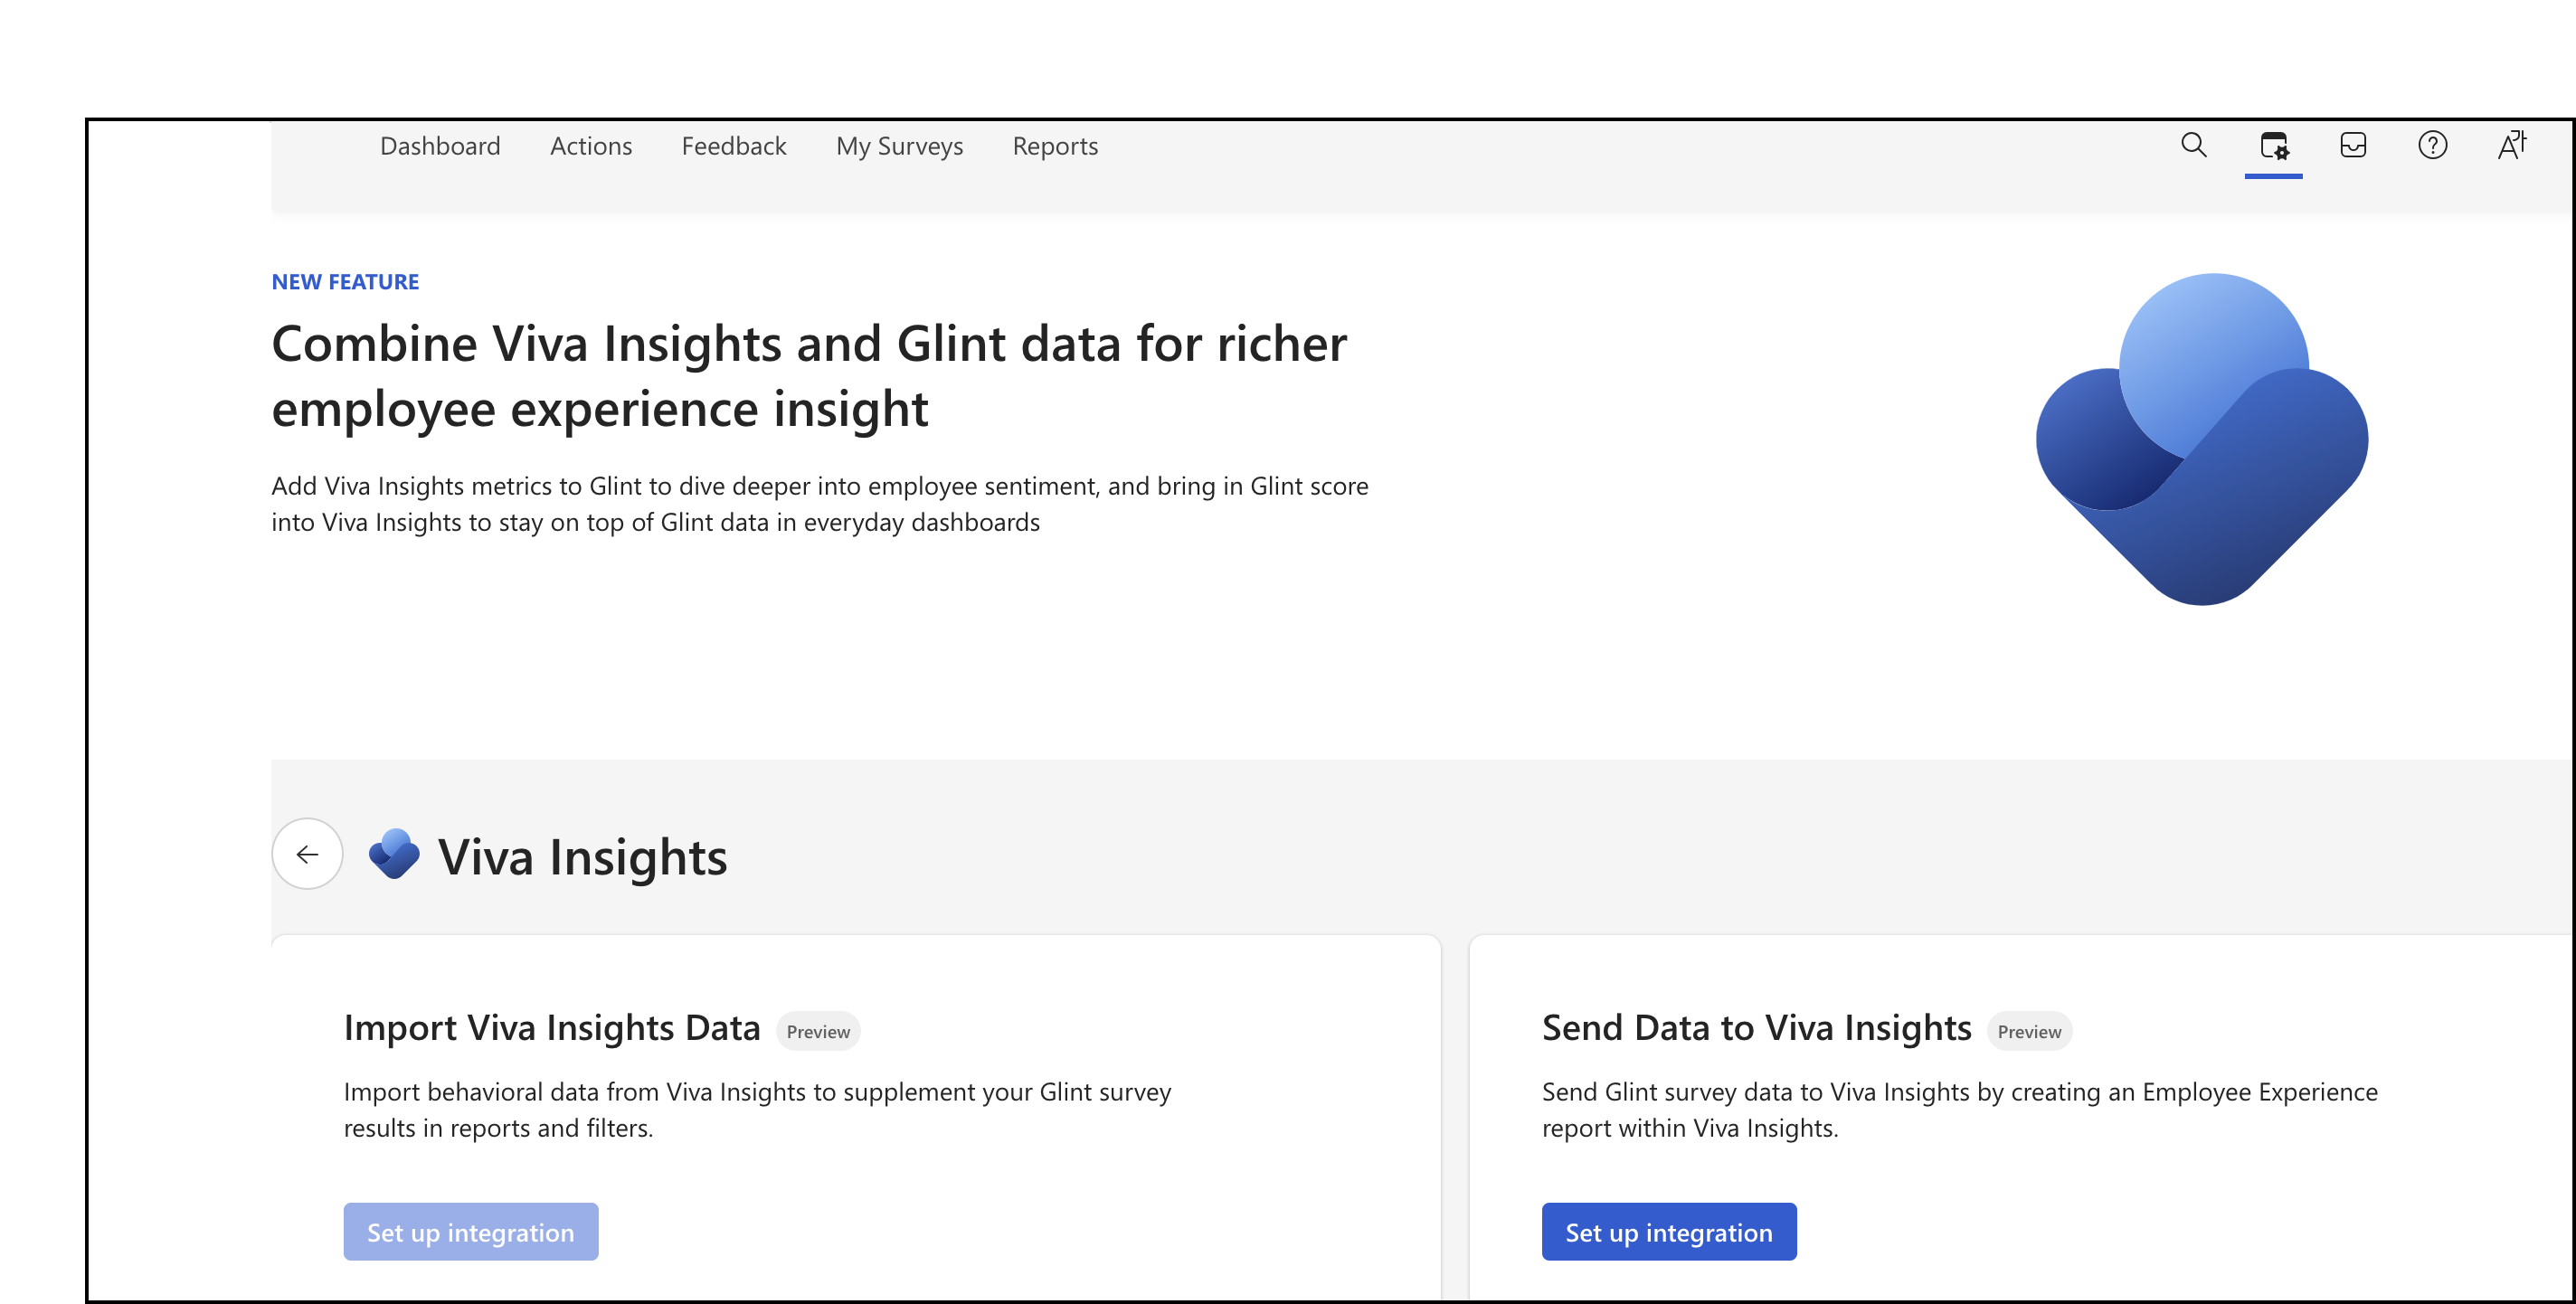 Dashboard Actions Feedback My Surveys Reports
NEW FEATURE
Combine Viva Insights and Glint data for richer
employee experience insight
Add Viva Insights metrics to Glint to dive deeper into employee sentiment, and bring in Glint score
into Viva Insights to stay on top of Glint data in everyday dashboards
Viva Insights
Import Viva Insights Data Preview
Import behavioral data from Viva Insights to supplement your Glint survey
results in reports and filters.
Set up integration
Send Data to Viva Insights Preview
Send Glint survey data to Viva Insights by creating an Employee Experience
report within Viva Insights.
Set up integration